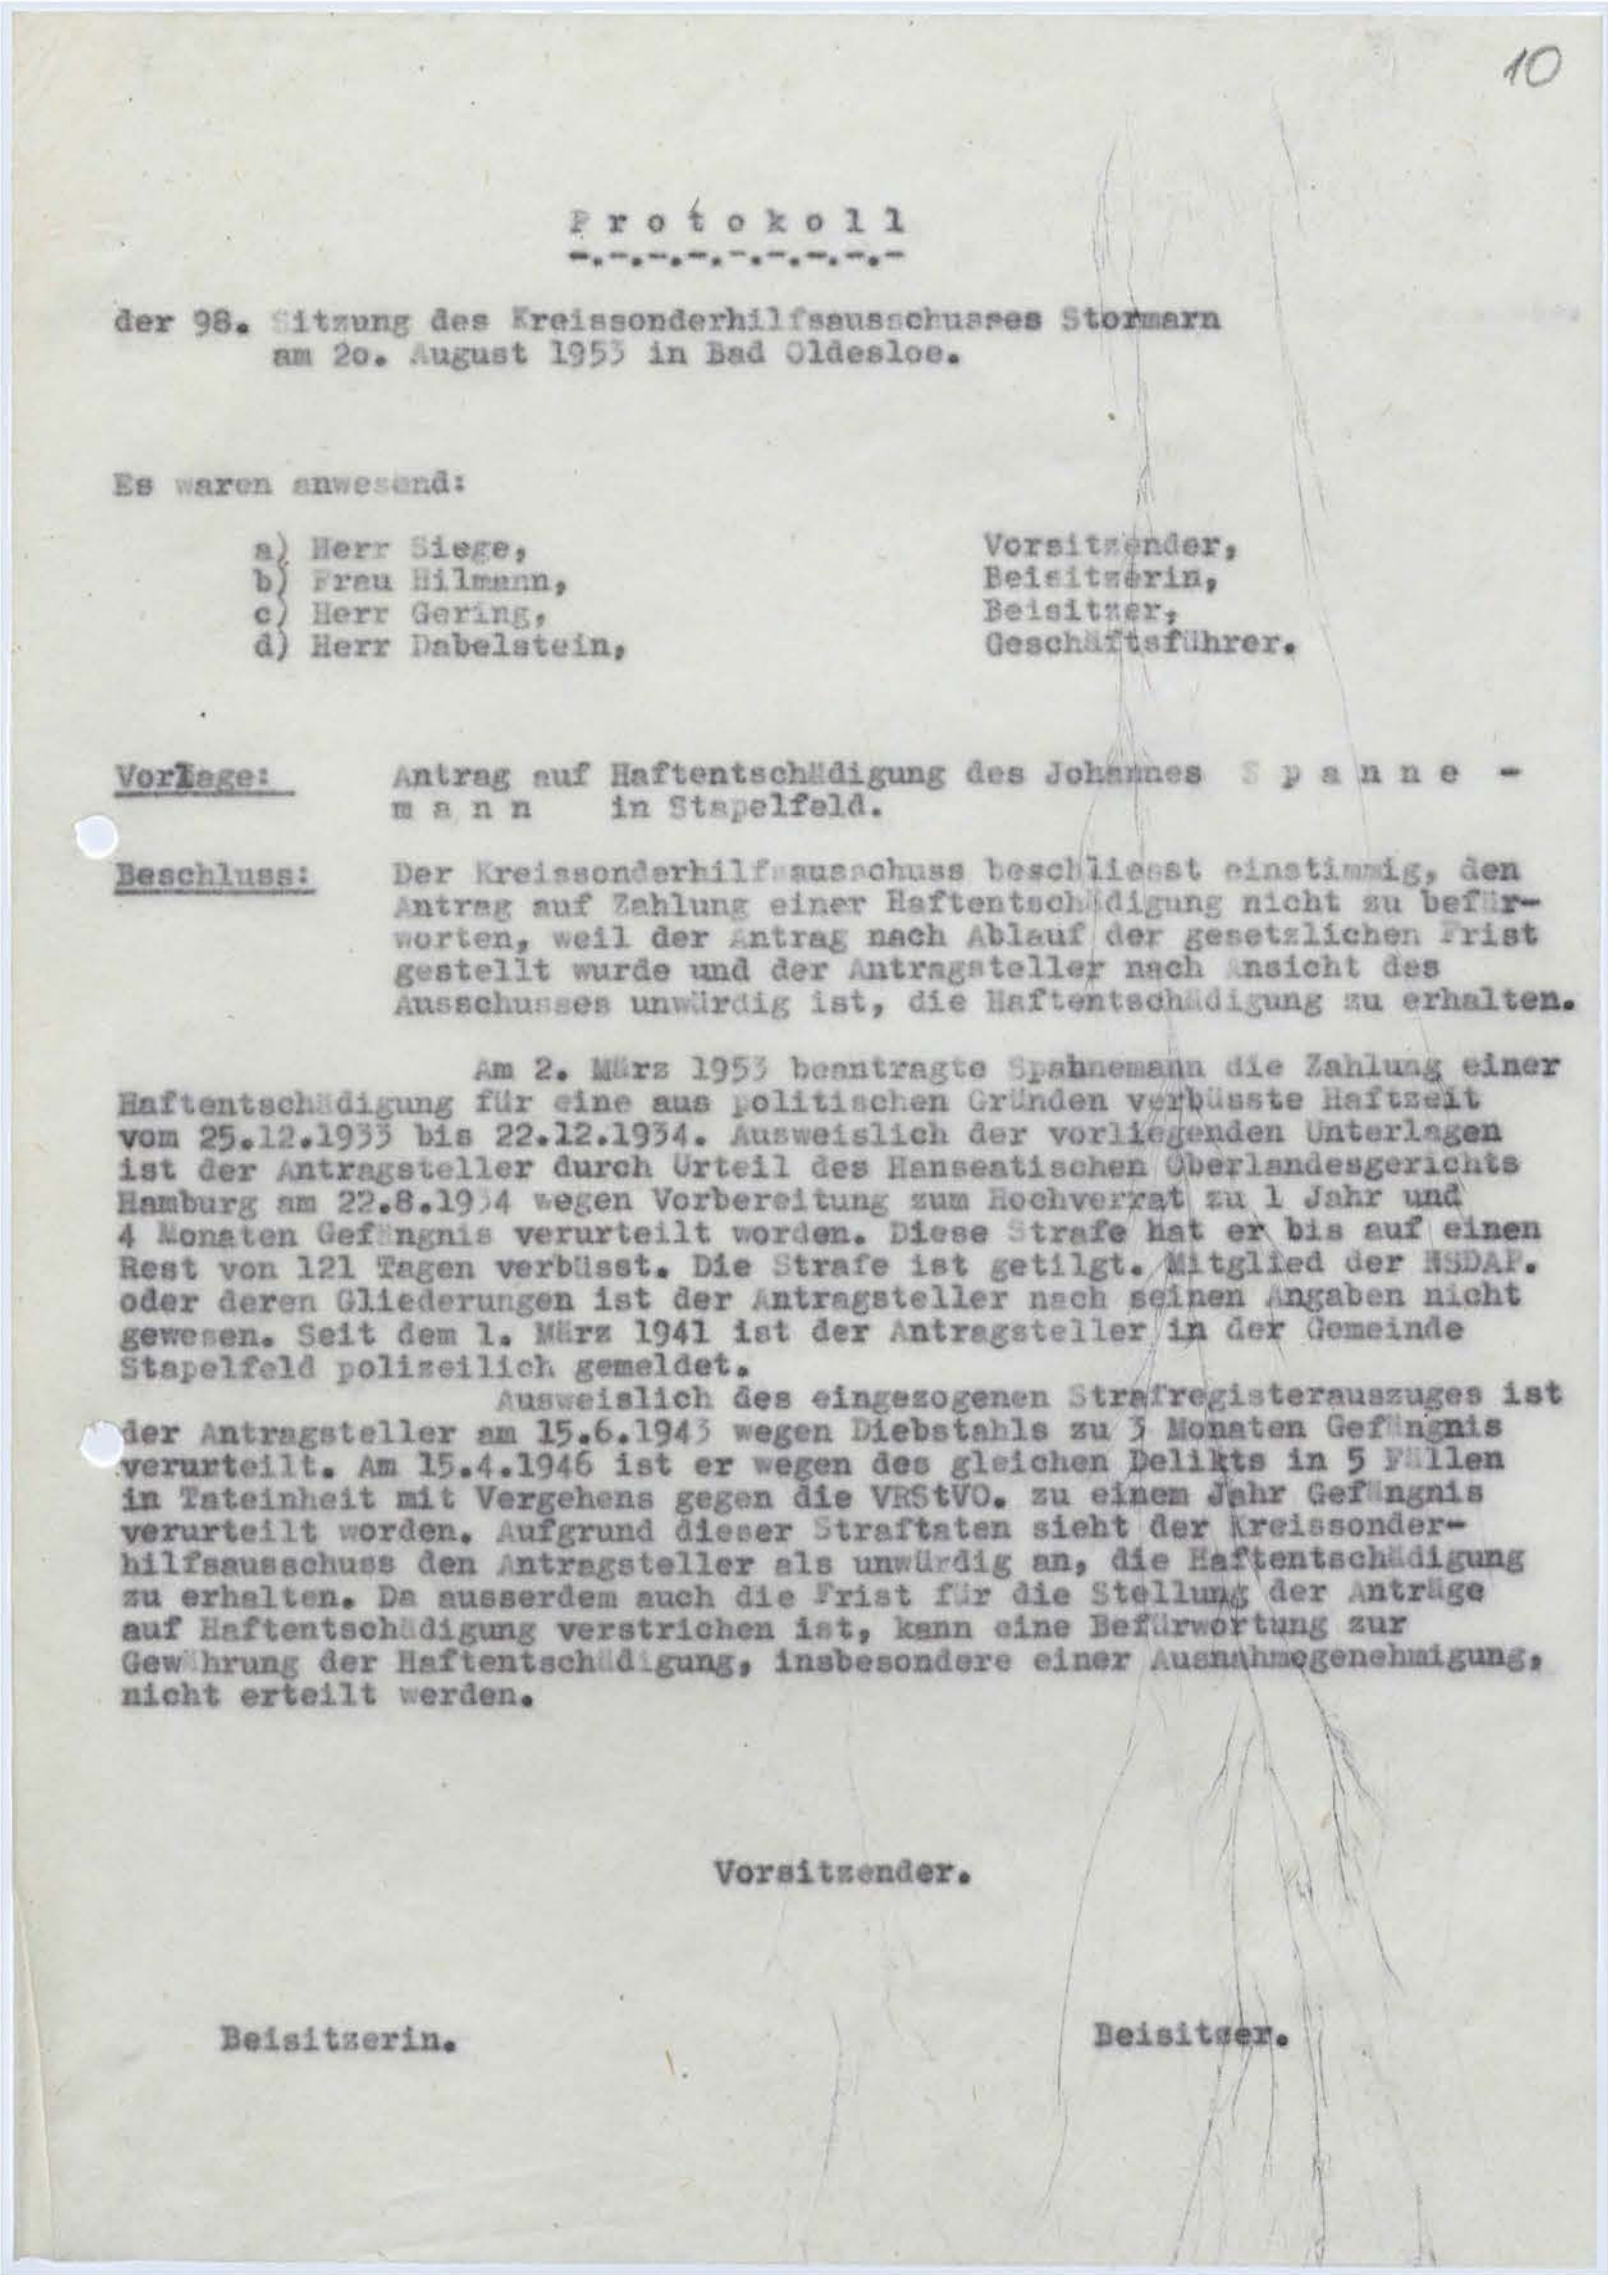 10
P r o t o k o l l
-.-.-.-.-.-.-.-.-
der 98. Sitzung des Kreissonderhilfsausschusses Stormarn
am 20. August 1953 in Bad Oldesloe.
Es waren anwesend:
a) Herr Siege, Vorsitzender,
b) Frau Hilmann, Beisitzerin,
c) Herr Gering, Beisitzer,
d) Herr Dabelstein, Geschäftsführer.
Vorlage: Antrag auf Haftentschädigung des Johannes S p a n n e -
m a n n in Stapelfeld.
Beschluss: Der Kreissonderhilfsausschuss beschliesst einstimmig, den
Antrag auf Zahlung einer Haftentschädigung nicht zu befür-
worten, weil der Antrag nach Ablauf der gesetzlichen Frist
gestellt wurde und der Antragsteller nach Ansicht des
Ausschusses unwürdig ist, die Haftentschädigung zu erhalten.
Am 2. März 1953 beantragte Spannemann die Zahlung einer
Haftentschädigung für eine aus politischen Gründen verbüsste Haftzeit
vom 25.12.1933 bis 22.12.1934. Ausweislich der vorliegenden Unterlagen
ist der Antragsteller durch Urteil des Hanseatischen Oberlandesgerichts
Hamburg am 22.8.1934 wegen Vorbereitung zum Hochverrat zu 1 Jahr und
4 Monaten Gefängnis verurteilt worden. Diese Strafe hat er bis auf einen
Rest von 121 Tagen verbüsst. Die Strafe ist getilgt. Mitglied der NSDAP.
oder deren Gliederungen ist der Antragsteller nach seinen Angaben nicht
gewesen. Seit dem 1. März 1941 ist der Antragsteller in der Gemeinde
Stapelfeld polizeilich gemeldet.
Ausweislich des eingezogenen Strafregisterauszuges ist
der Antragsteller am 15.6.1943 wegen Diebstahls zu 3 Monaten Gefängnis
verurteilt. Am 15.4.1946 ist er wegen des gleichen Delikts in 5 Fällen
in Tateinheit mit Vergehens gegen die VRStVO. zu einem Jahr Gefängnis
verurteilt worden. Aufgrund dieser Straftaten sieht der Kreissonder-
hilfsausschuss den Antragsteller als unwürdig an, die Haftentschädigung
zu erhalten. Da ausserdem auch die Frist für die Stellung der Anträge
auf Haftentschädigung verstrichen ist, kann eine Befürwortung zur
Gewährung der Haftentschädigung, insbesondere einer Ausnahmegenehmigung,
nicht erteilt werden.
Vorsitzender.
Beisitzerin. Beisitzer.